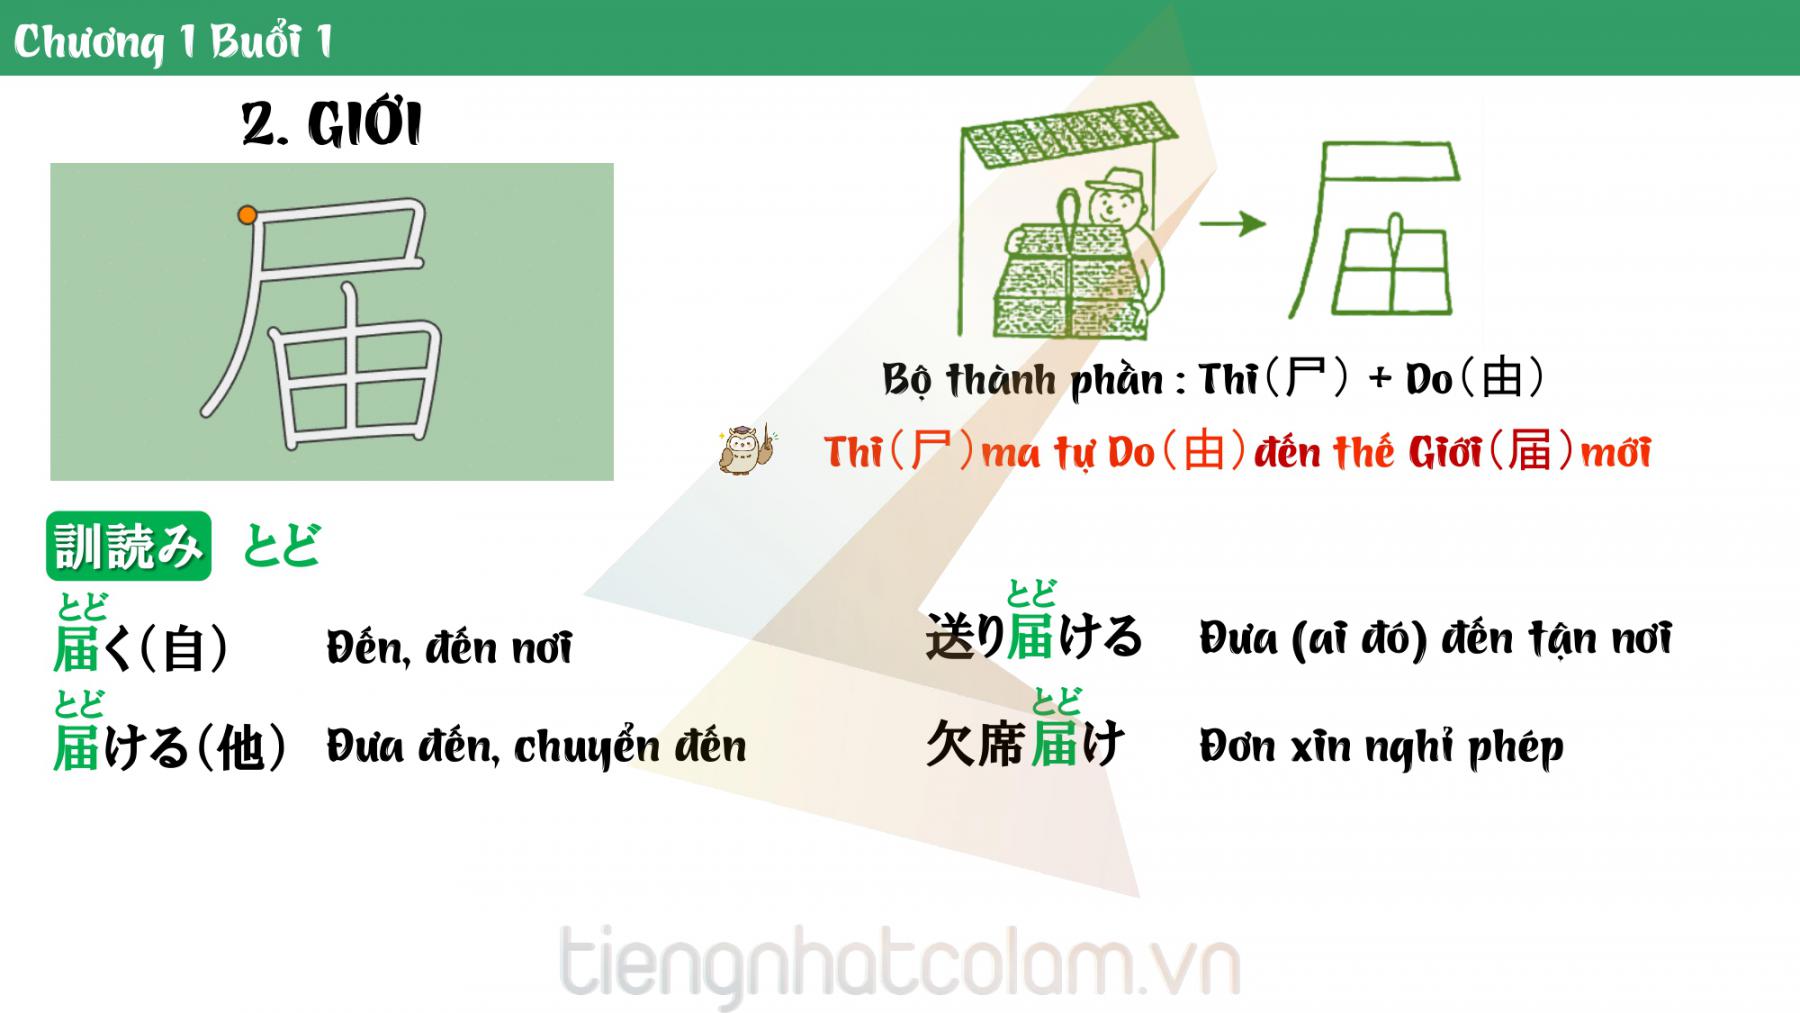 Chương 1 Buổi 1
2. GIỚI
届
Bộ thành phần : Thi（尸） + Do（由）
Thi（尸）ma tự Do（由）đến thế Giới（届）mới
訓読み とど
とど
届く（自） Đến, đến nơi
とど
届ける（他） Đưa đến, chuyển đến
とど
送り届ける Đưa (ai đó) đến tận nơi
とど
欠席届け Đơn xin nghỉ phép
tiengnhatcolam.vn